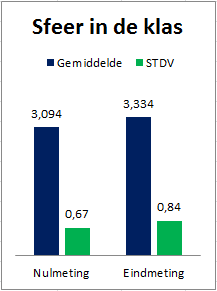 Sfeer in de klas
Gemiddelde STDV
3,094 0,67 3,334 0,84
Nulmeting Eindmeting